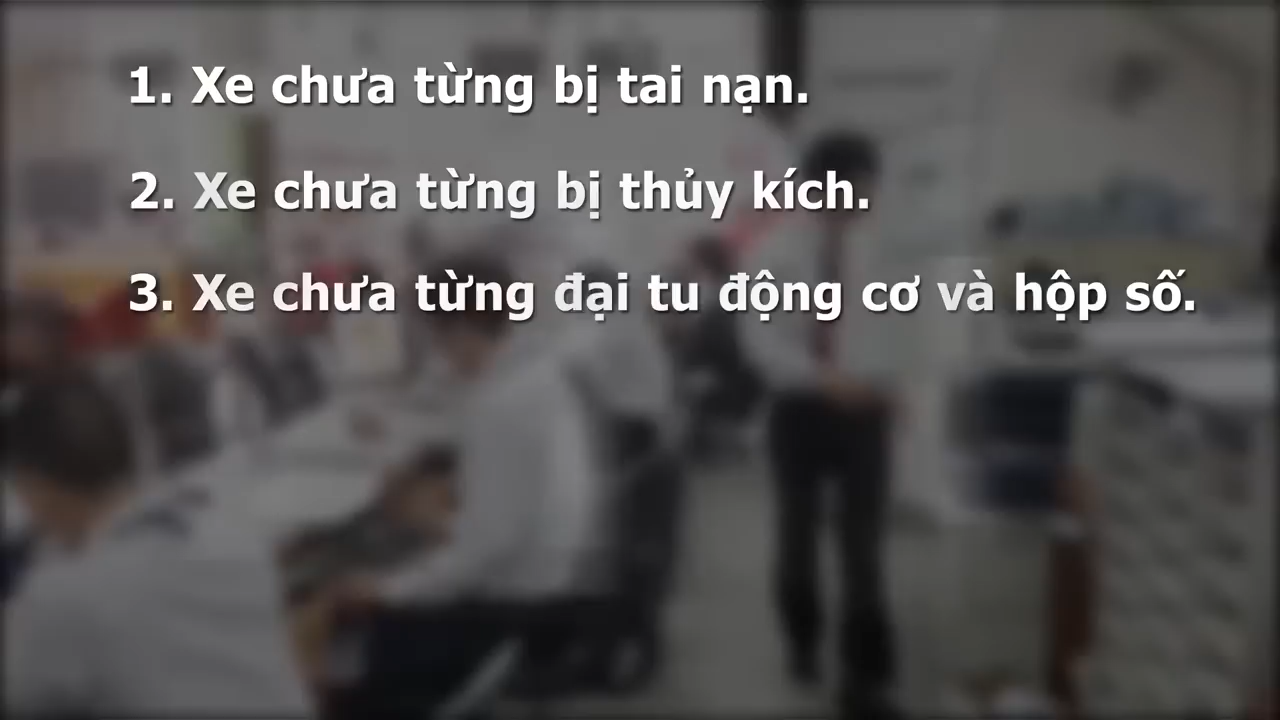 1. Xe chưa từng bị tai nạn.
2. Xe chưa từng bị thủy kích.
3. Xe chưa từng đại tu động cơ và hộp số.